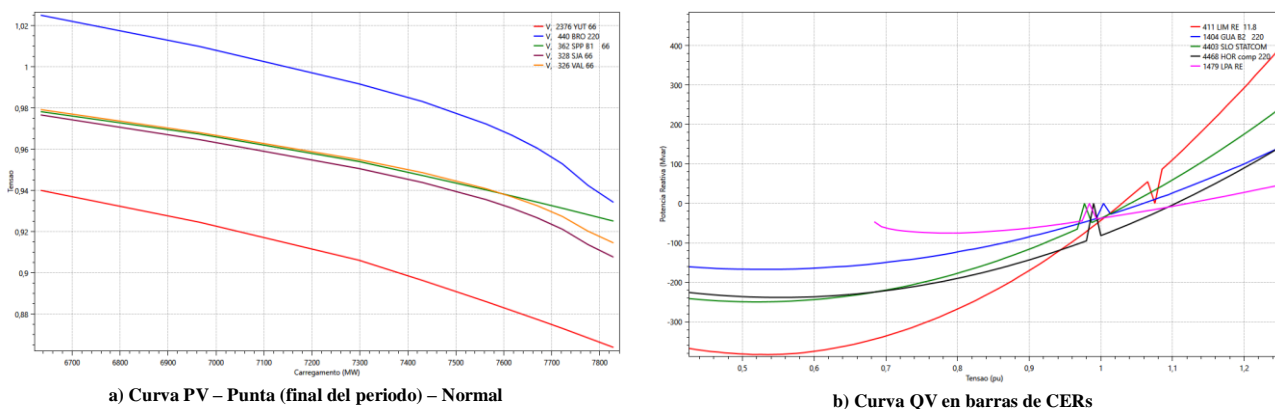 1,02
1
0,98
0,96
0,94
0,92
0,9
0,88
Tensao
V, 2376 YUT 66
V, 440 BRO 220
V, 362 SPP B1 66
V, 328 SJA 66
V, 326 VAL 66
6700 6800 6900 7000 7100 7200 7300 7400 7500 7600 7700 7800
Carregamento (MW)
a) Curva PV – Punta (final del periodo) – Normal
400
300
200
100
0
-100
-200
-300
Potencia Reativa (Mvar)
411 LIM RE 11.8
1404 GUA B2 220
4403 SLO STATCOM
4468 HOR comp 220
1479 LPA RE
0,5 0,6 0,7 0,8 0,9 1 1,1 1,2
Tensao (pu)
b) Curva QV en barras de CERs